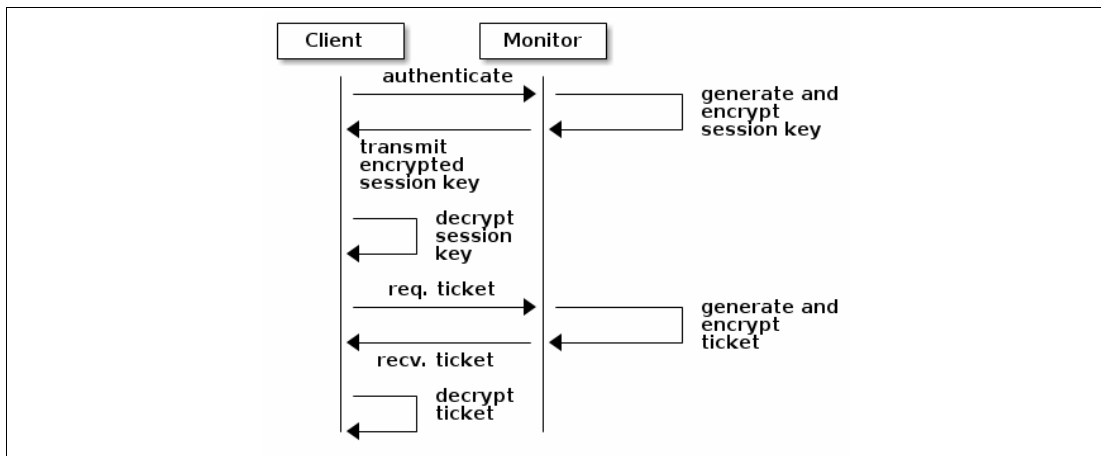 Client
Monitor
authenticate
generate and
encrypt
session key
transmit
encrypted
session key
decrypt
session
key
req. ticket
generate and
encrypt
ticket
recv. ticket
decrypt
ticket